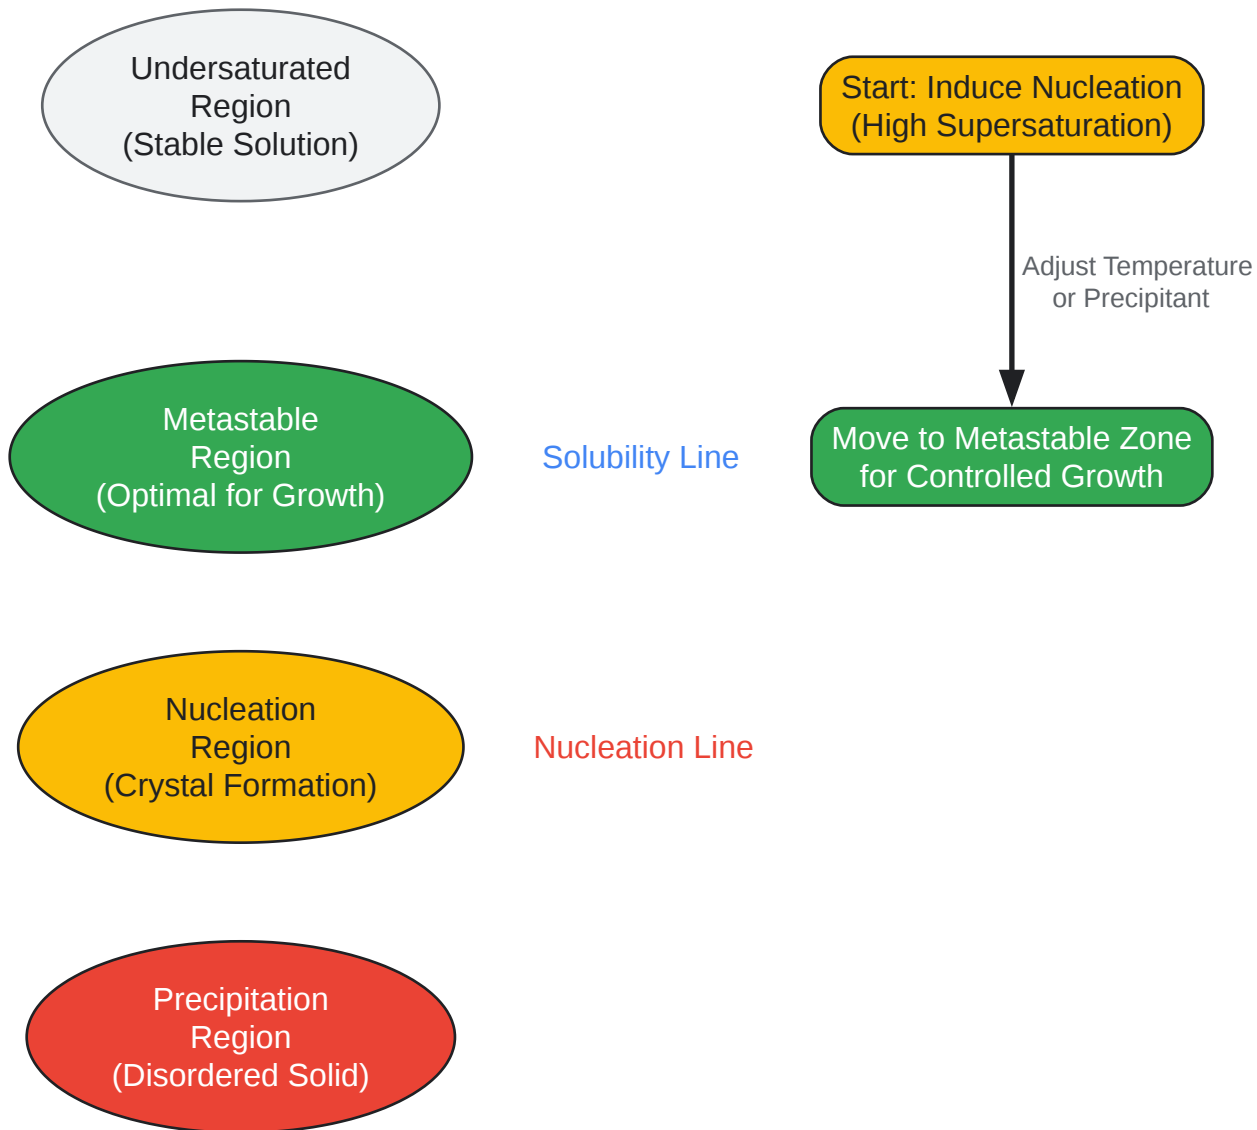 Undersaturated
Region
(Stable Solution)
Start: Induce Nucleation
(High Supersaturation)
Adjust Temperature
or Precipitant
Metastable
Region
(Optimal for Growth)
Solubility Line
Move to Metastable Zone
for Controlled Growth
Nucleation
Region
(Crystal Formation)
Nucleation Line
Precipitation
Region
(Disordered Solid)